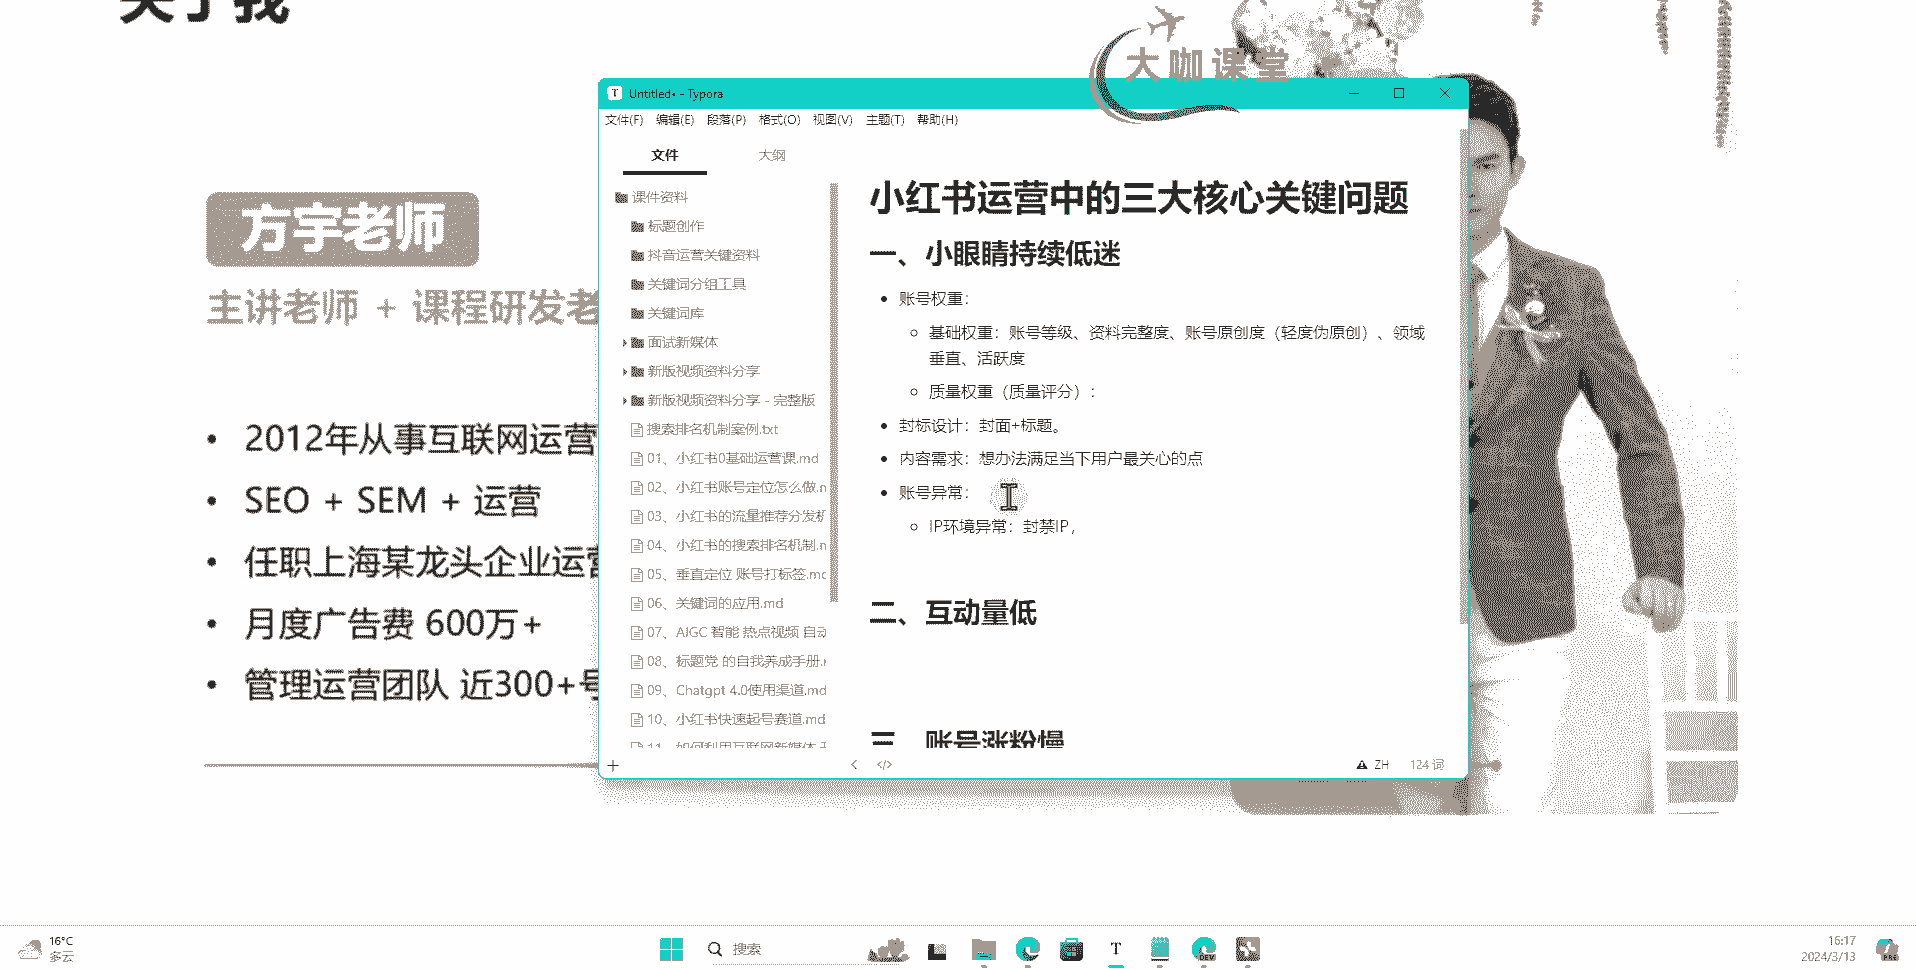 关于我
大咖课堂
方宇老师
主讲老师 + 课程研发老
2012年从事互联网运营
SEO + SEM + 运营
任职上海某龙头企业运营
月度广告费 600万+
管理运营团队 近300+号
Untitled• - Typora
文件(F) 编辑(E) 段落(P) 格式(O) 视图(V) 主题(T) 帮助(H)
文件 大纲
课件资料
标题创作
抖音运营关键资料
关键词分组工具
关键词库
面试新媒体
新版视频资料分享
新版视频资料分享 - 完整版
搜索排名机制案例.txt
01、小红书0基础运营课.md
02、小红书账号定位怎么做.m
03、小红书的流量推荐分发机
04、小红书的搜索排名机制.m
05、垂直定位 账号打标签.mc
06、关键词的应用.md
07、AIGC 智能 热点视频 自动
08、标题党 的自我养成手册.r
09、Chatgpt 4.0使用渠道.md
10、小红书快速起号赛道.md
11、如何利用互联网新媒体
小红书运营中的三大核心关键问题
一、小眼睛持续低迷
账号权重：
基础权重：账号等级、资料完整度、账号原创度（轻度伪原创）、领域
垂直、活跃度
质量权重（质量评分）：
封标设计：封面+标题。
内容需求：想办法满足当下用户最关心的点
账号异常：
IP环境异常：封禁IP，
二、互动量低
三、账号涨粉慢
ZH 124 词
16°C
多云
搜索
T
DEV
16:17
2024/3/13
PRE